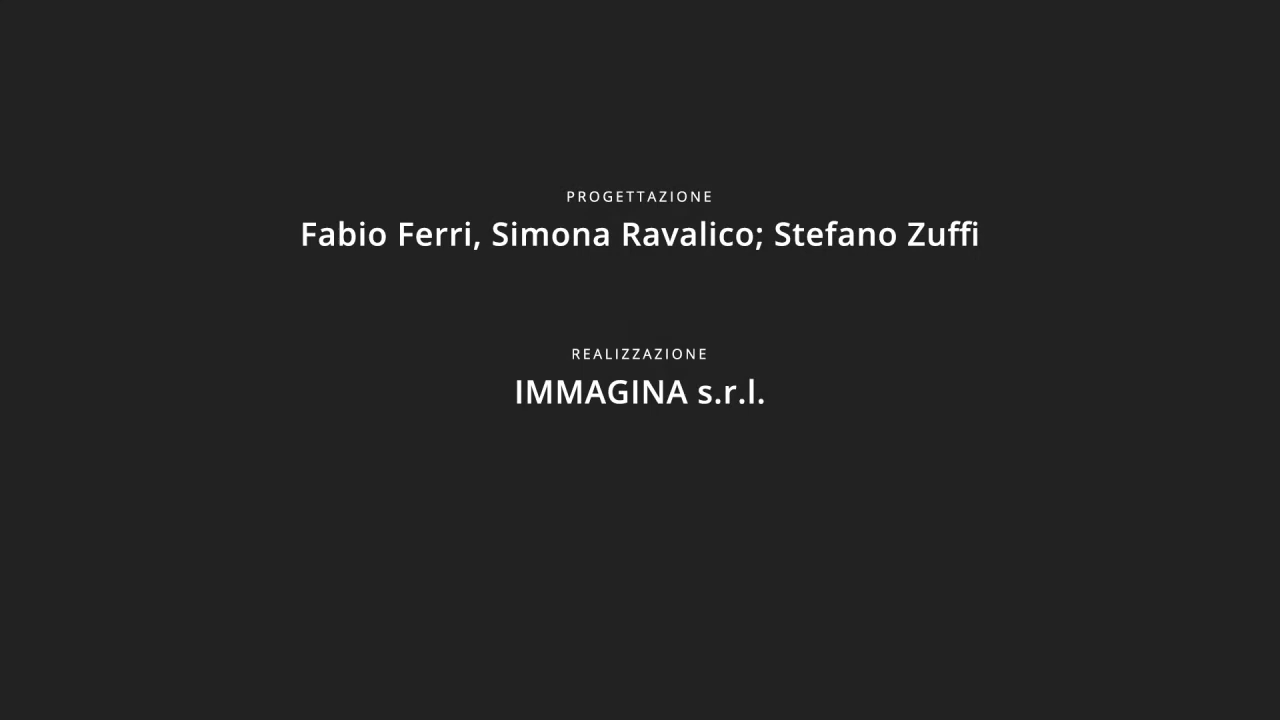 PROGETTAZIONE
Fabio Ferri, Simona Ravalico; Stefano Zuffi
REALIZZAZIONE
IMMAGINA s.r.l.